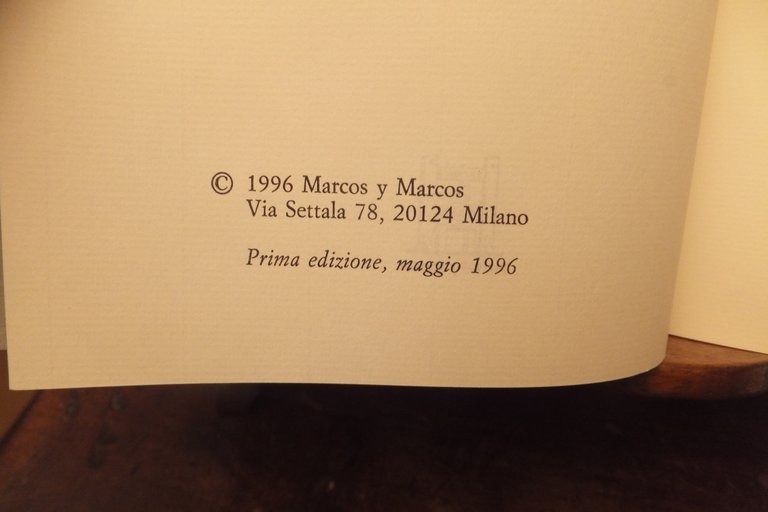 © 1996 Marcos y Marcos
Via Settala 78, 20124 Milano
Prima edizione, maggio 1996